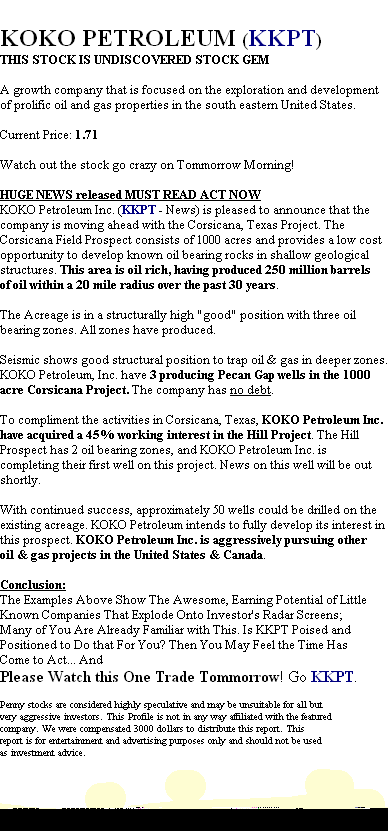 KOKO PETROLEUM (KKPT)
THIS STOCK IS UNDISCOVERED STOCK GEM
A growth company that is focused on the exploration and development
of prolific oil and gas properties in the south eastern United States.
Current Price: 1.71
Watch out the stock go crazy on Tommorrow Morning!
HUGE NEWS released MUST READ ACT NOW
KOKO Petroleum Inc. (KKPT - News) is pleased to announce that the
company is moving ahead with the Corsicana, Texas Project. The
Corsicana Field Prospect consists of 1000 acres and provides a low cost
opportunity to develop known oil bearing rocks in shallow geological
structures. This area is oil rich, having produced 250 million barrels
of oil within a 20 mile radius over the past 30 years.
The Acreage is in a structurally high "good" position with three oil
bearing zones. All zones have produced.
Seismic shows good structural position to trap oil & gas in deeper zones.
KOKO Petroleum, Inc. have 3 producing Pecan Gap wells in the 1000
acre Corsicana Project. The company has no debt.
To compliment the activities in Corsicana, Texas, KOKO Petroleum Inc.
have acquired a 45% working interest in the Hill Project. The Hill
Prospect has 2 oil bearing zones, and KOKO Petroleum Inc. is
completing their first well on this project. News on this well will be out
shortly.
With continued success, approximately 50 wells could be drilled on the
existing acreage. KOKO Petroleum intends to fully develop its interest in
this prospect. KOKO Petroleum Inc. is aggressively pursuing other
oil & gas projects in the United States & Canada.
Conclusion:
The Examples Above Show The Awesome, Earning Potential of Little
Known Companies That Explode Onto Investor's Radar Screens;
Many of You Are Already Familiar with This. Is KKPT Poised and
Positioned to Do that For You? Then You May Feel the Time Has
Come to Act... And
Please Watch this One Trade Tommorrow! Go KKPT.
Penny stocks are considered highly speculative and may be unsuitable for all but
very aggressive investors. This Profile is not in any way affiliated with the featured
company. We were compensated 3000 dollars to distribute this report. This
report is for entertainment and advertising purposes only and should not be used
as investment advice.